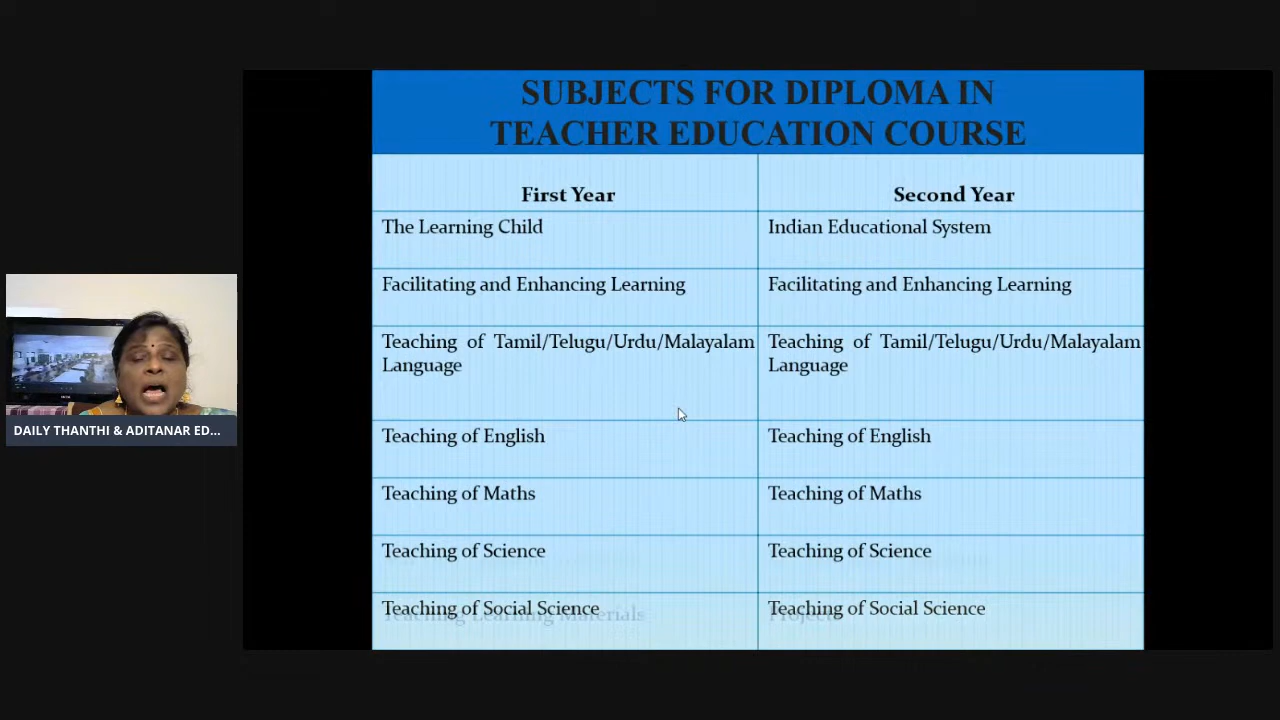 SUBJECTS FOR DIPLOMA IN
TEACHER EDUCATION COURSE
First Year
Second Year
The Learning Child
Indian Educational System
Facilitating and Enhancing Learning
Facilitating and Enhancing Learning
Teaching of Tamil/Telugu/Urdu/Malayalam
Language
Teaching of Tamil/Telugu/Urdu/Malayalam
Language
Teaching of English
Teaching of English
Teaching of Maths
Teaching of Maths
Teaching of Science
Teaching of Science
Teaching of Social Science
Teaching of Social Science
Teaching Learning Materials
DAILY THANTHI & ADITANAR ED...